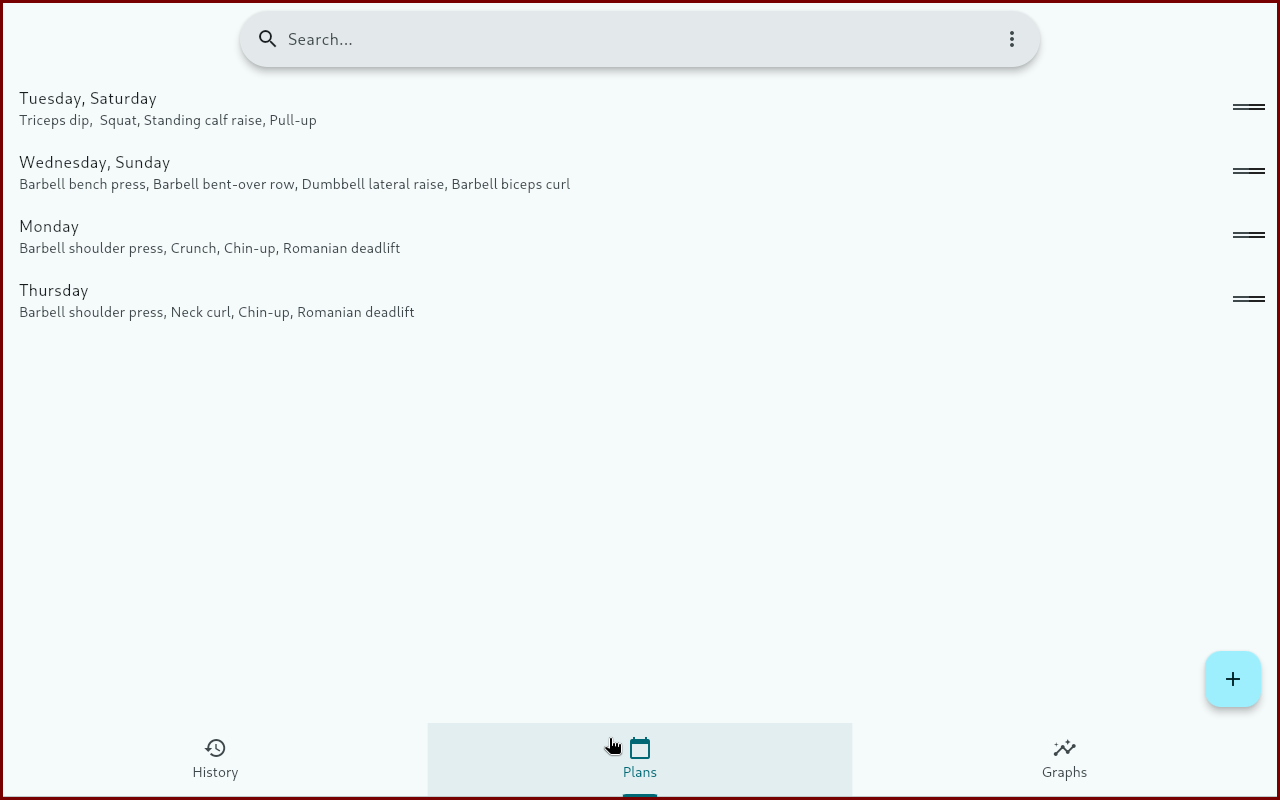 Search...
Tuesday, Saturday
Triceps dip,  Squat, Standing calf raise, Pull-up
Wednesday, Sunday
Barbell bench press, Barbell bent-over row, Dumbbell lateral raise, Barbell biceps curl
Monday
Barbell shoulder press, Crunch, Chin-up, Romanian deadlift
Thursday
Barbell shoulder press, Neck curl, Chin-up, Romanian deadlift
History
Plans
Graphs